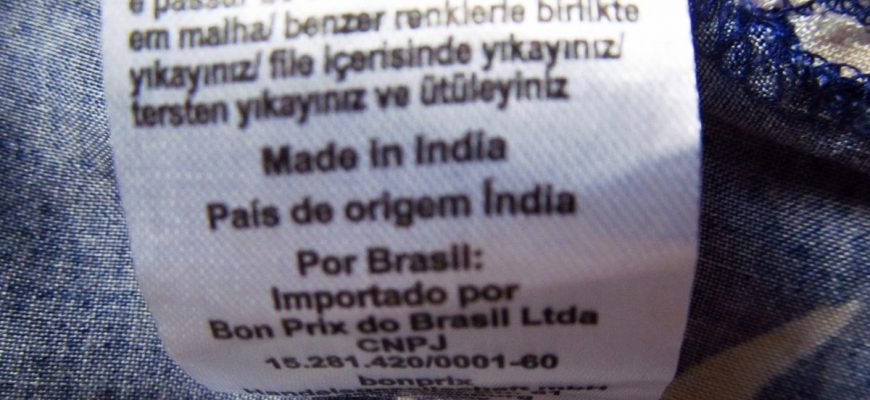 e passar
em malha/ benzer renklerle birlikte
yıkayınız/ file içerisinde yıkayınız/
tersten yıkayınız ve ütüleyiniz
Made in India
País de origem Índia
Por Brasil:
Importado por
Bon Prix do Brasil Ltda
CNPJ
15.281.420/0001-60
bonprix